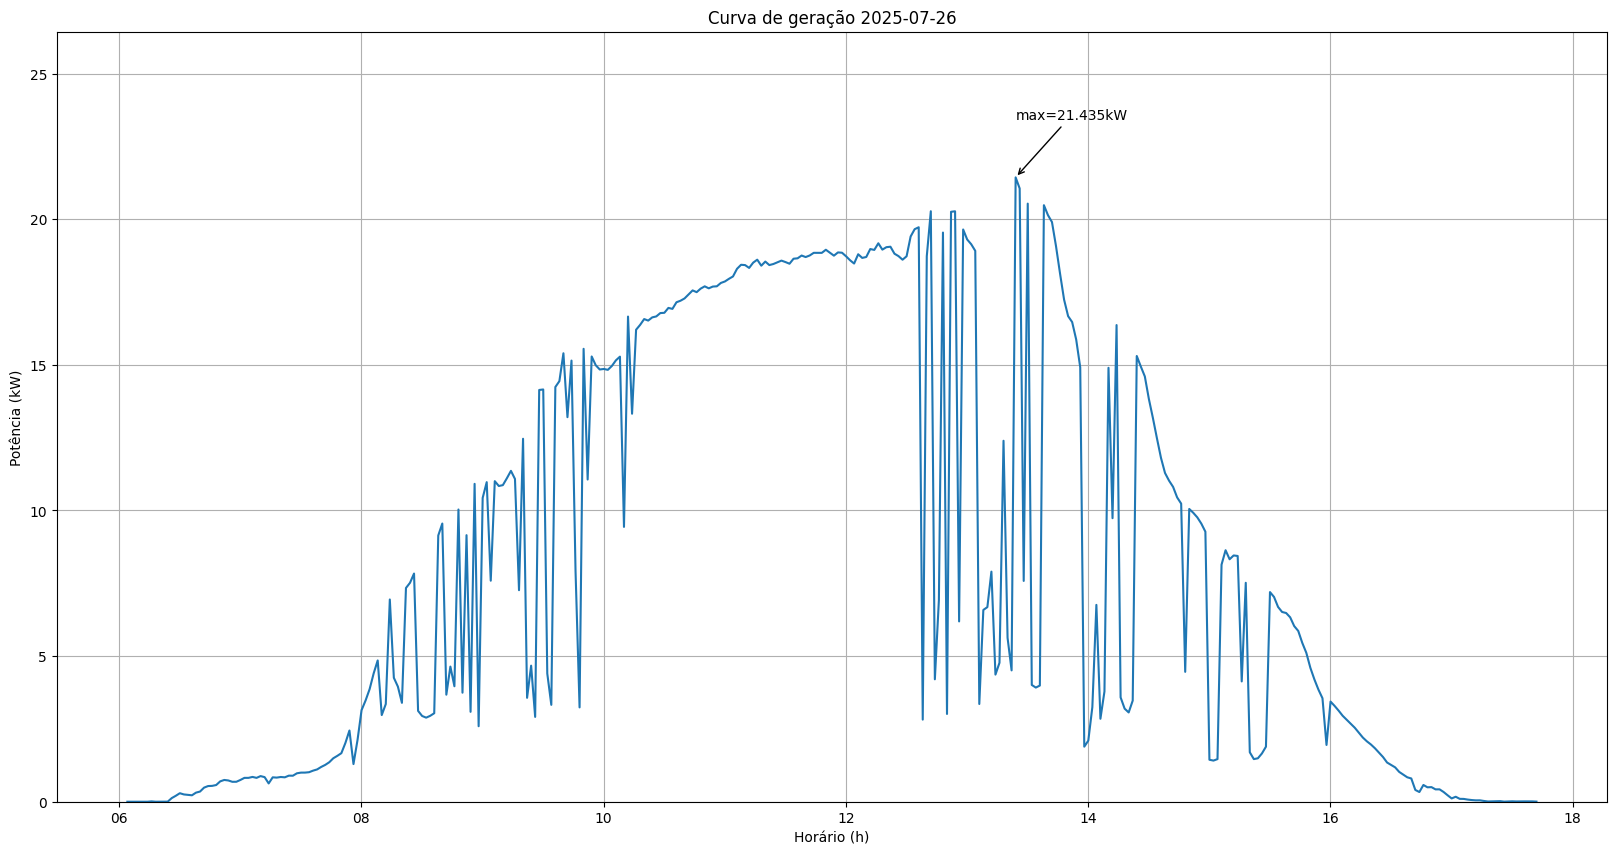 Curva de geração 2025-07-26
25
max=21.435kW
20
15
Potência (kW)
10
5
0
06 08 10 12 14 16 18
Horário (h)